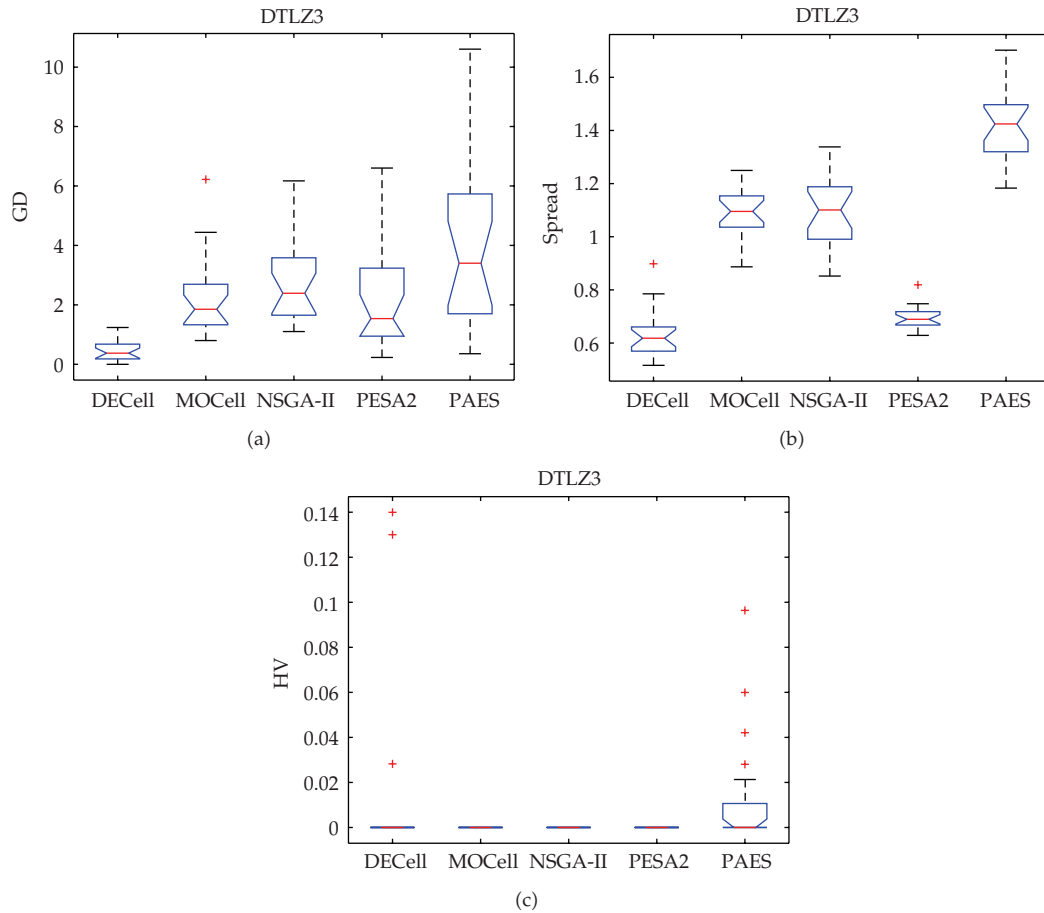 DTLZ3
10
8
6
4
2
0
GD
DECell MOCell NSGA-II PESA2 PAES
(a)
DTLZ3
1.6
1.4
1.2
1
0.8
0.6
Spread
DECell MOCell NSGA-II PESA2 PAES
(b)
DTLZ3
0.14
0.12
0.1
0.08
0.06
0.04
0.02
0
HV
DECell MOCell NSGA-II PESA2 PAES
(c)